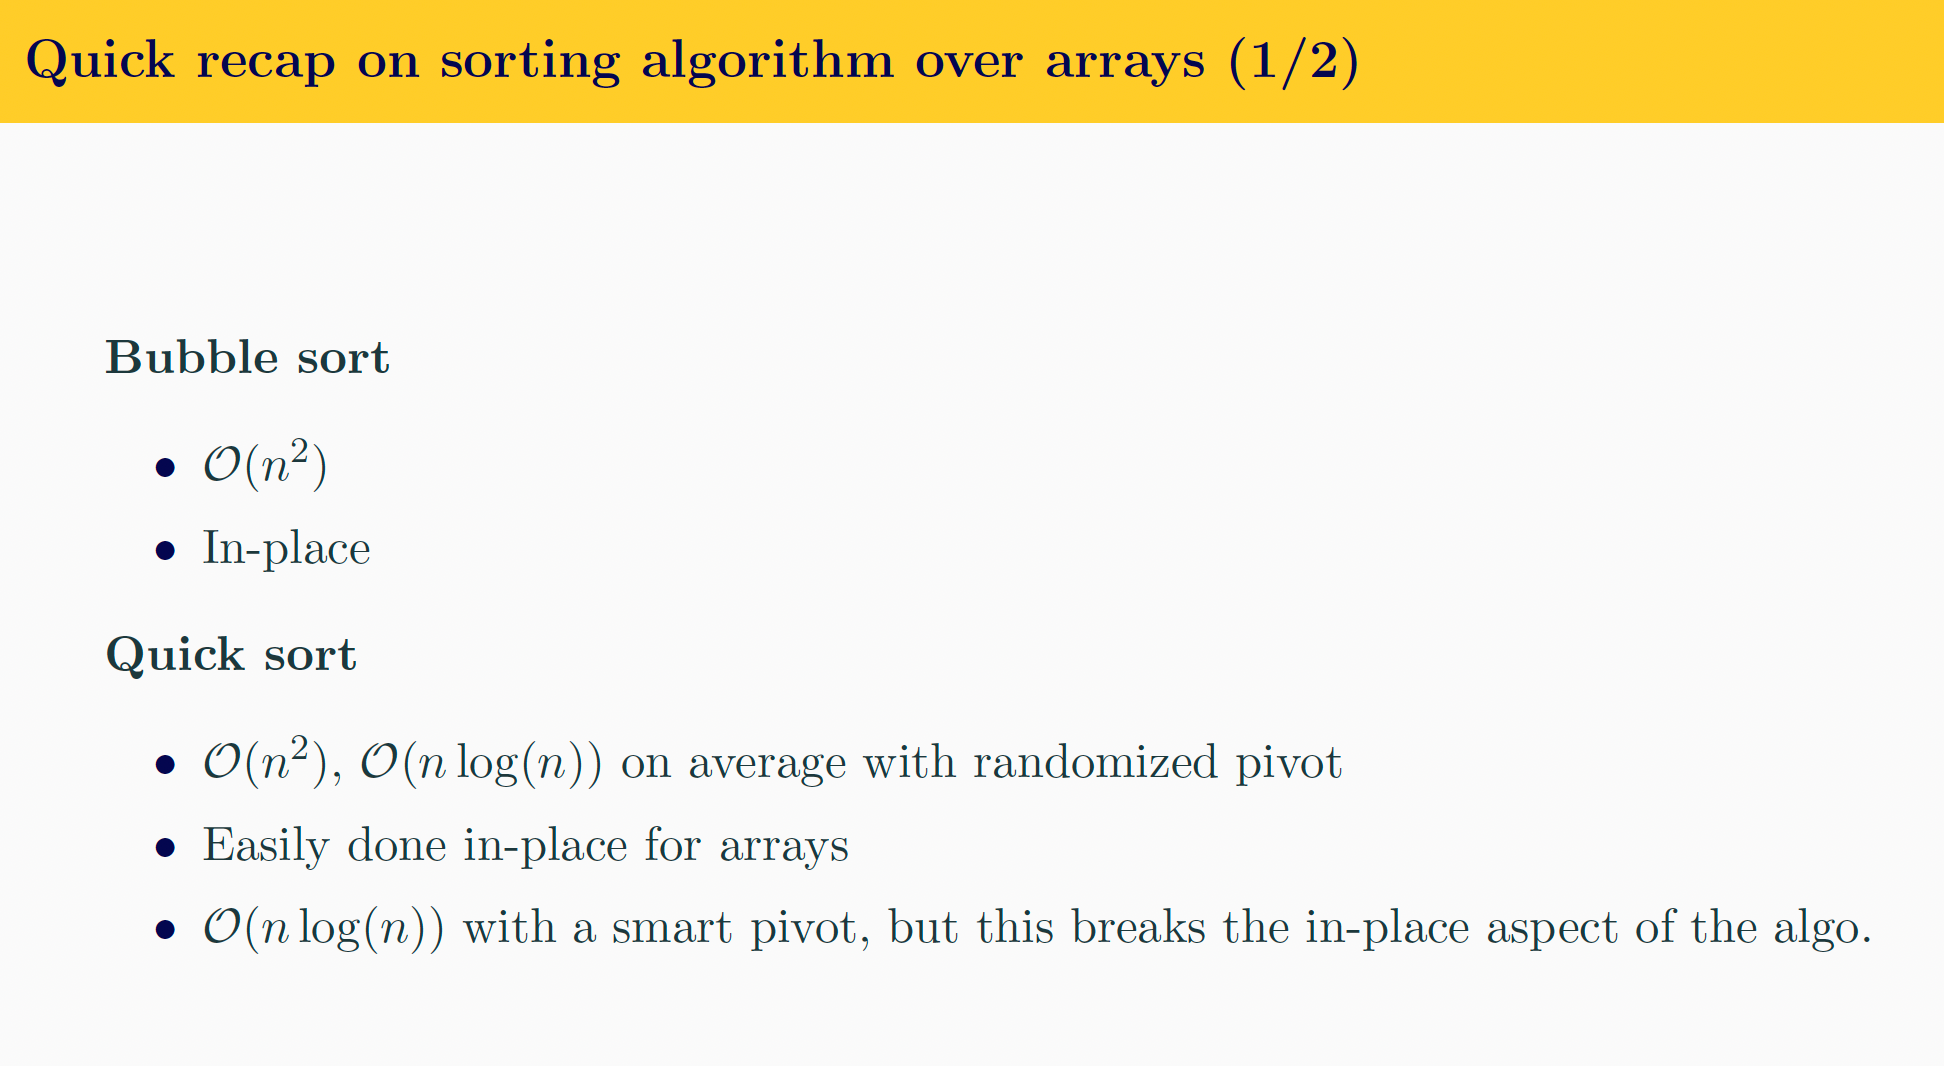 Quick recap on sorting algorithm over arrays (1/2)
Bubble sort
• 𝒪(n²)
• In-place
Quick sort
• 𝒪(n²), 𝒪(n log(n)) on average with randomized pivot
• Easily done in-place for arrays
• 𝒪(n log(n)) with a smart pivot, but this breaks the in-place aspect of the algo.